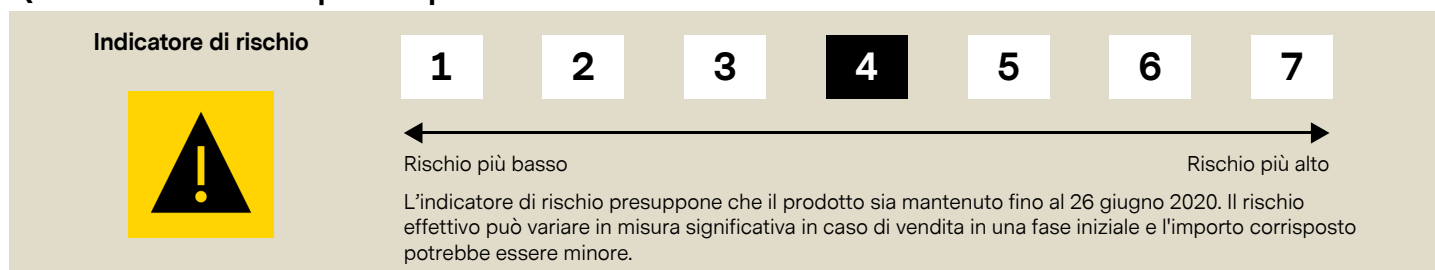 Indicatore di rischio
1 2 3 4 5 6 7
Rischio più basso Rischio più alto
L'indicatore di rischio presuppone che il prodotto sia mantenuto fino al 26 giugno 2020. Il rischio
effettivo può variare in misura significativa in caso di vendita in una fase iniziale e l'importo corrisposto
potrebbe essere minore.